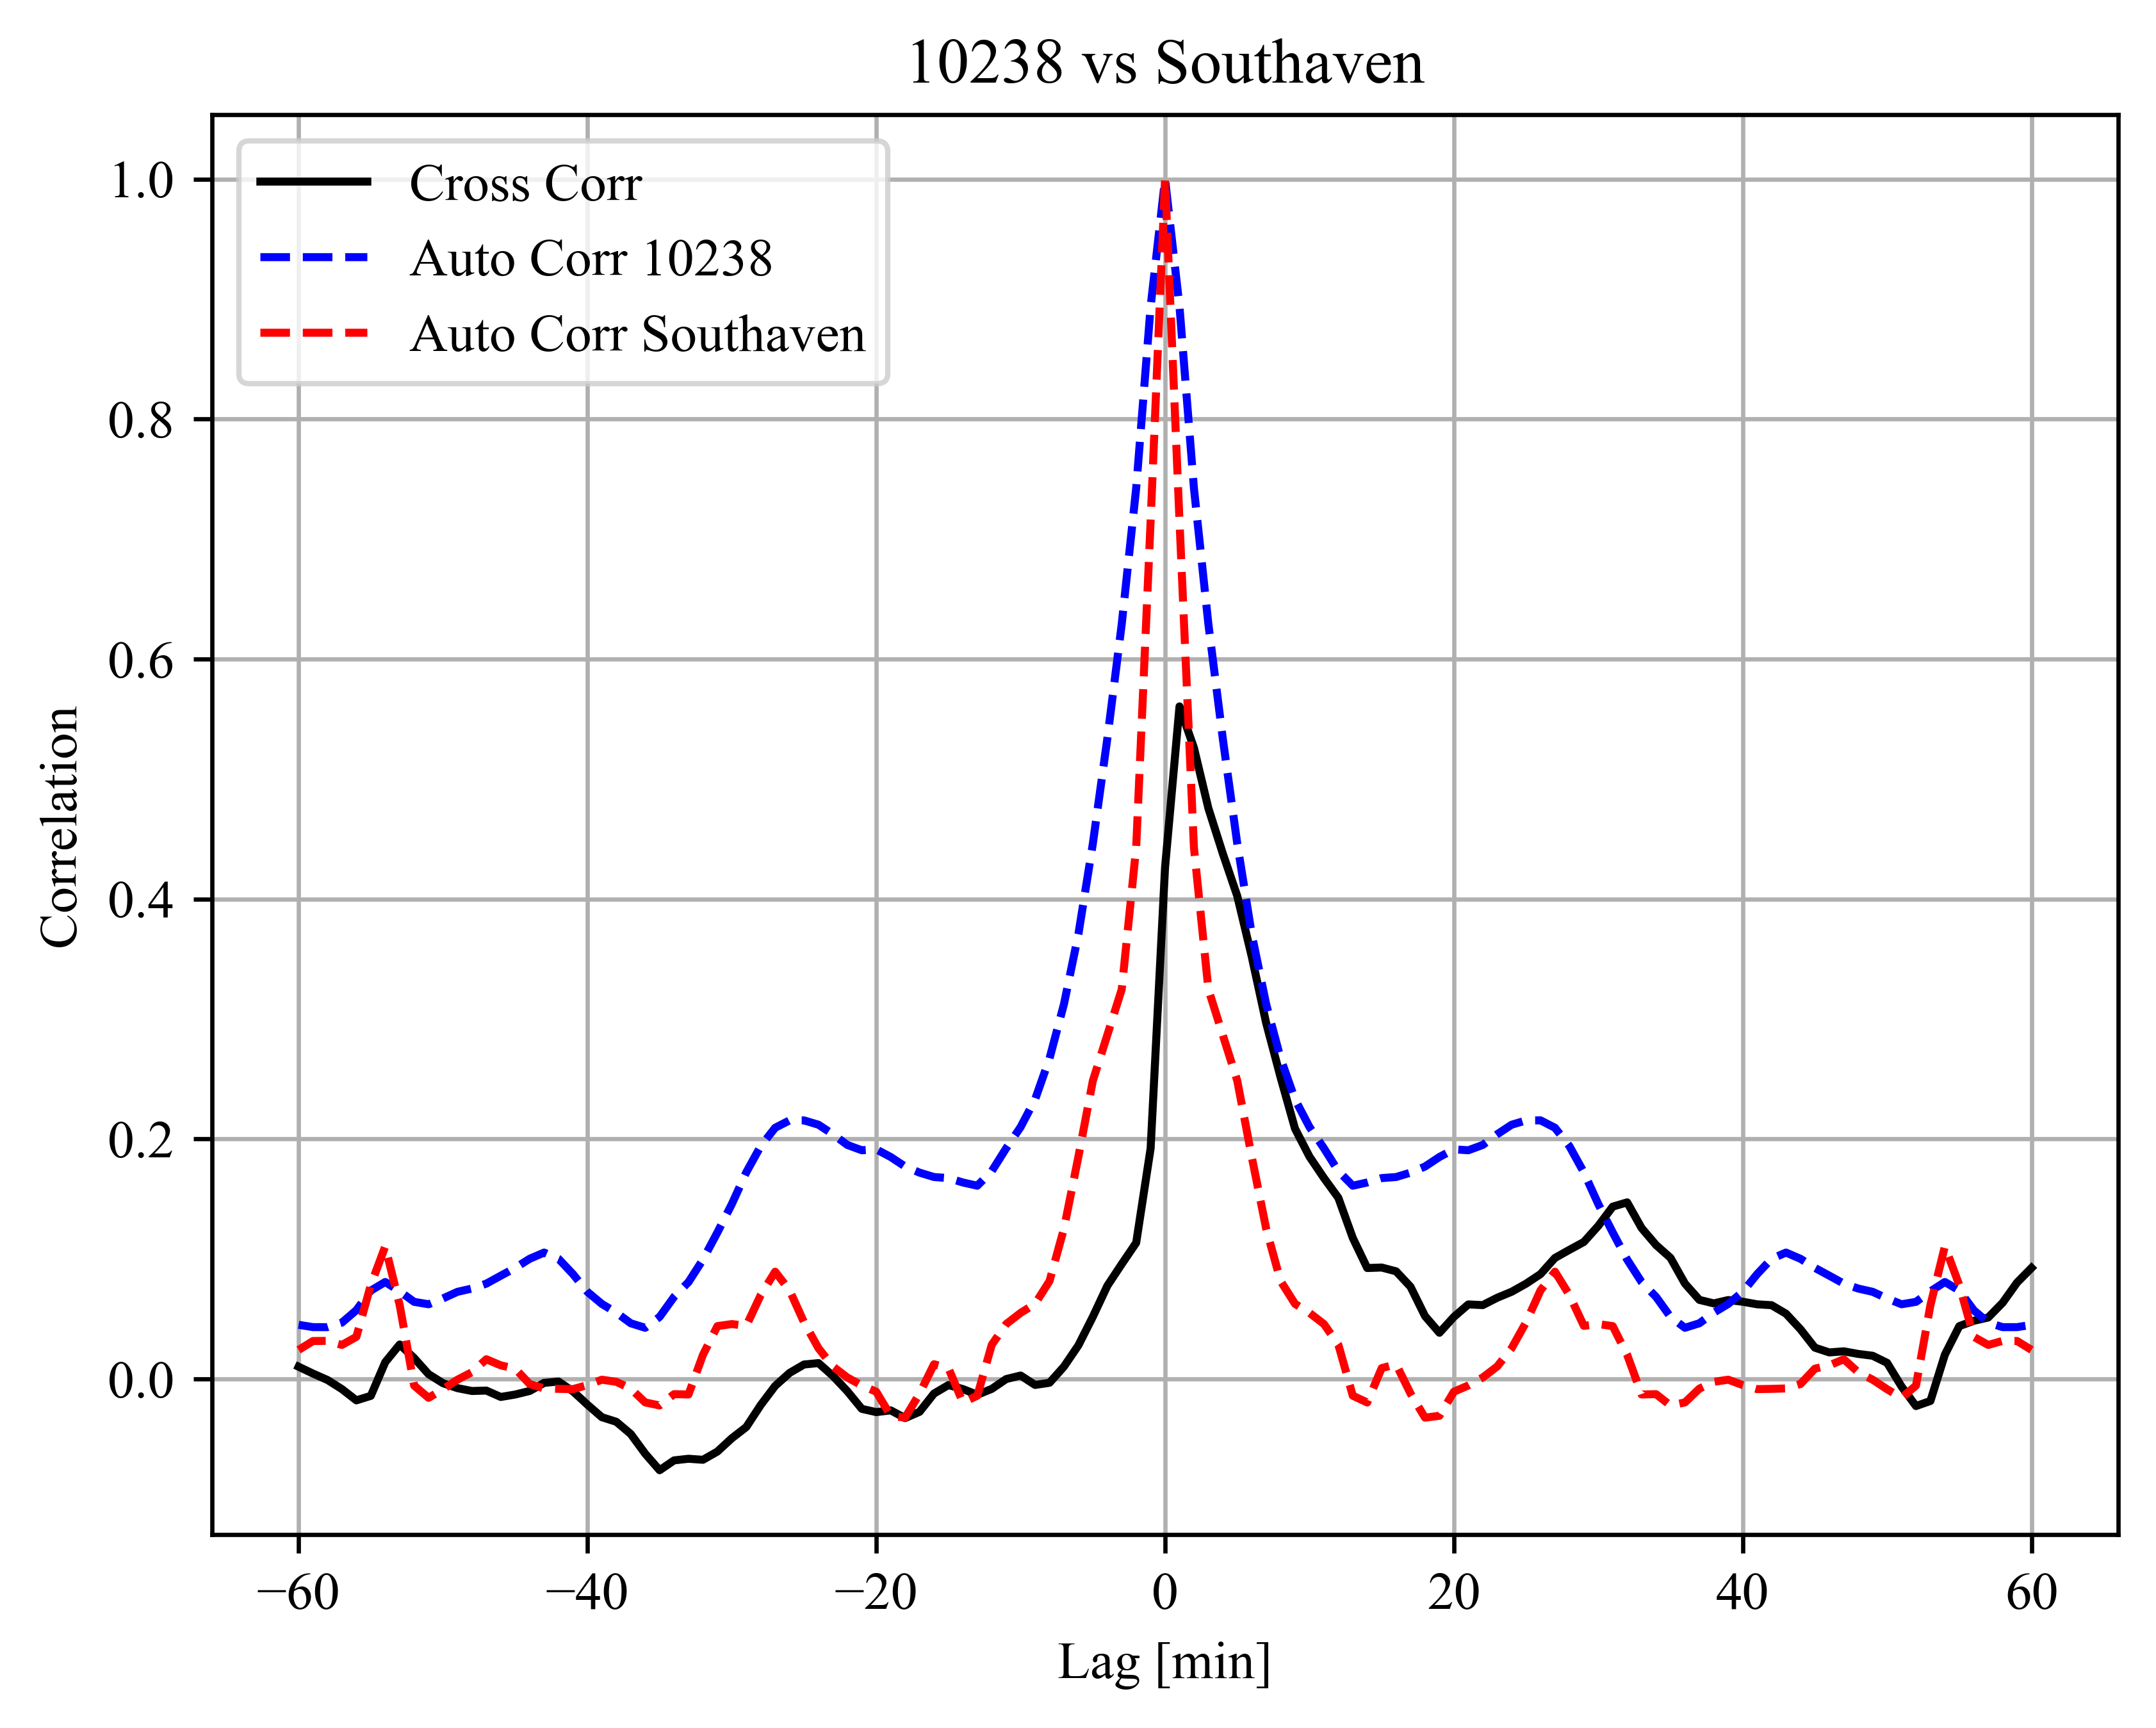 10238 vs Southaven
Cross Corr
Auto Corr 10238
Auto Corr Southaven
1.0
0.8
0.6
0.4
0.2
0.0
Correlation
−60 −40 −20 0 20 40 60
Lag [min]